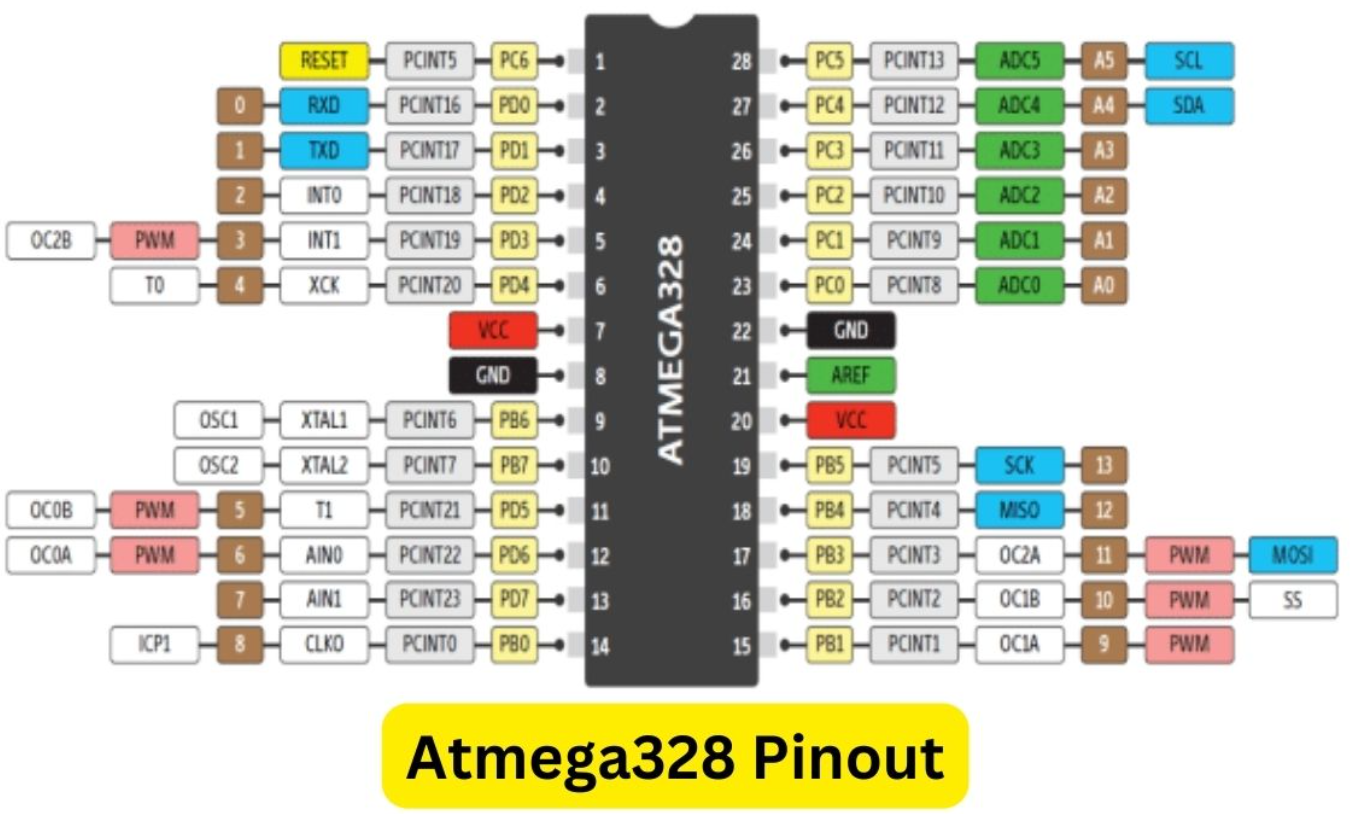 RESET PCINT5 PC6 1 28 PC5 PCINT13 ADC5 A5 SCL
0 RXD PCINT16 PD0 2 27 PC4 PCINT12 ADC4 A4 SDA
1 TXD PCINT17 PD1 3 26 PC3 PCINT11 ADC3 A3
2 INT0 PCINT18 PD2 4 25 PC2 PCINT10 ADC2 A2
OC2B PWM 3 INT1 PCINT19 PD3 5 24 PC1 PCINT9 ADC1 A1
T0 4 XCK PCINT20 PD4 6 23 PC0 PCINT8 ADC0 A0
VCC 7 22 GND
GND 8 21 AREF
OSC1 XTAL1 PCINT6 PB6 9 20 VCC
OSC2 XTAL2 PCINT7 PB7 10 19 PB5 PCINT5 SCK 13
OC0B PWM 5 T1 PCINT21 PD5 11 18 PB4 PCINT4 MISO 12
OC0A PWM 6 AIN0 PCINT22 PD6 12 17 PB3 PCINT3 OC2A 11 PWM MOSI
7 AIN1 PCINT23 PD7 13 16 PB2 PCINT2 OC1B 10 PWM SS
ICP1 8 CLKO PCINT0 PB0 14 15 PB1 PCINT1 OC1A 9 PWM
ATMEGA328
Atmega328 Pinout